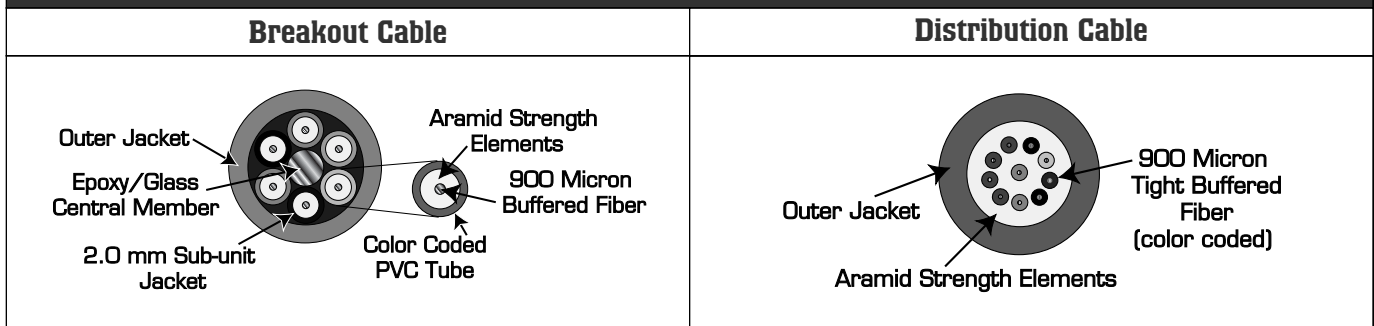 Breakout Cable
Outer Jacket
Epoxy/Glass
Central Member
2.0 mm Sub-unit
Jacket
Aramid Strength
Elements
900 Micron
Buffered Fiber
Color Coded
PVC Tube
Distribution Cable
Outer Jacket
Aramid Strength Elements
900 Micron
Tight Buffered
Fiber
(color coded)